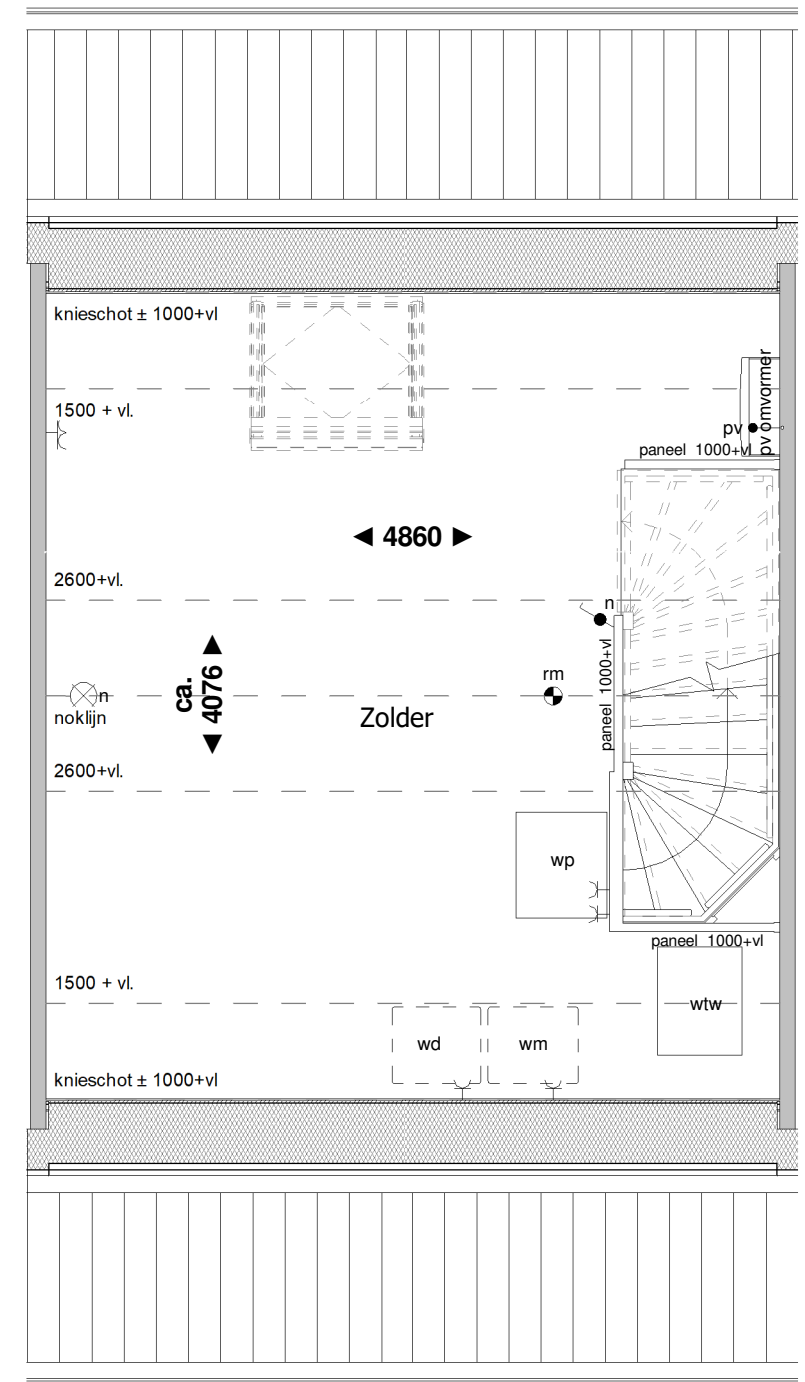 knieschot ± 1000+vl
1500 + vl.
pv omvormer
pv
paneel 1000+vl
◄ 4860 ►
2600+vl.
n
paneel 1000+vl
rm
n
noklijn
ca.
◄ 4076 ►
Zolder
2600+vl.
wp
paneel 1000+vl
1500 + vl.
wtw
wd
wm
knieschot ± 1000+vl